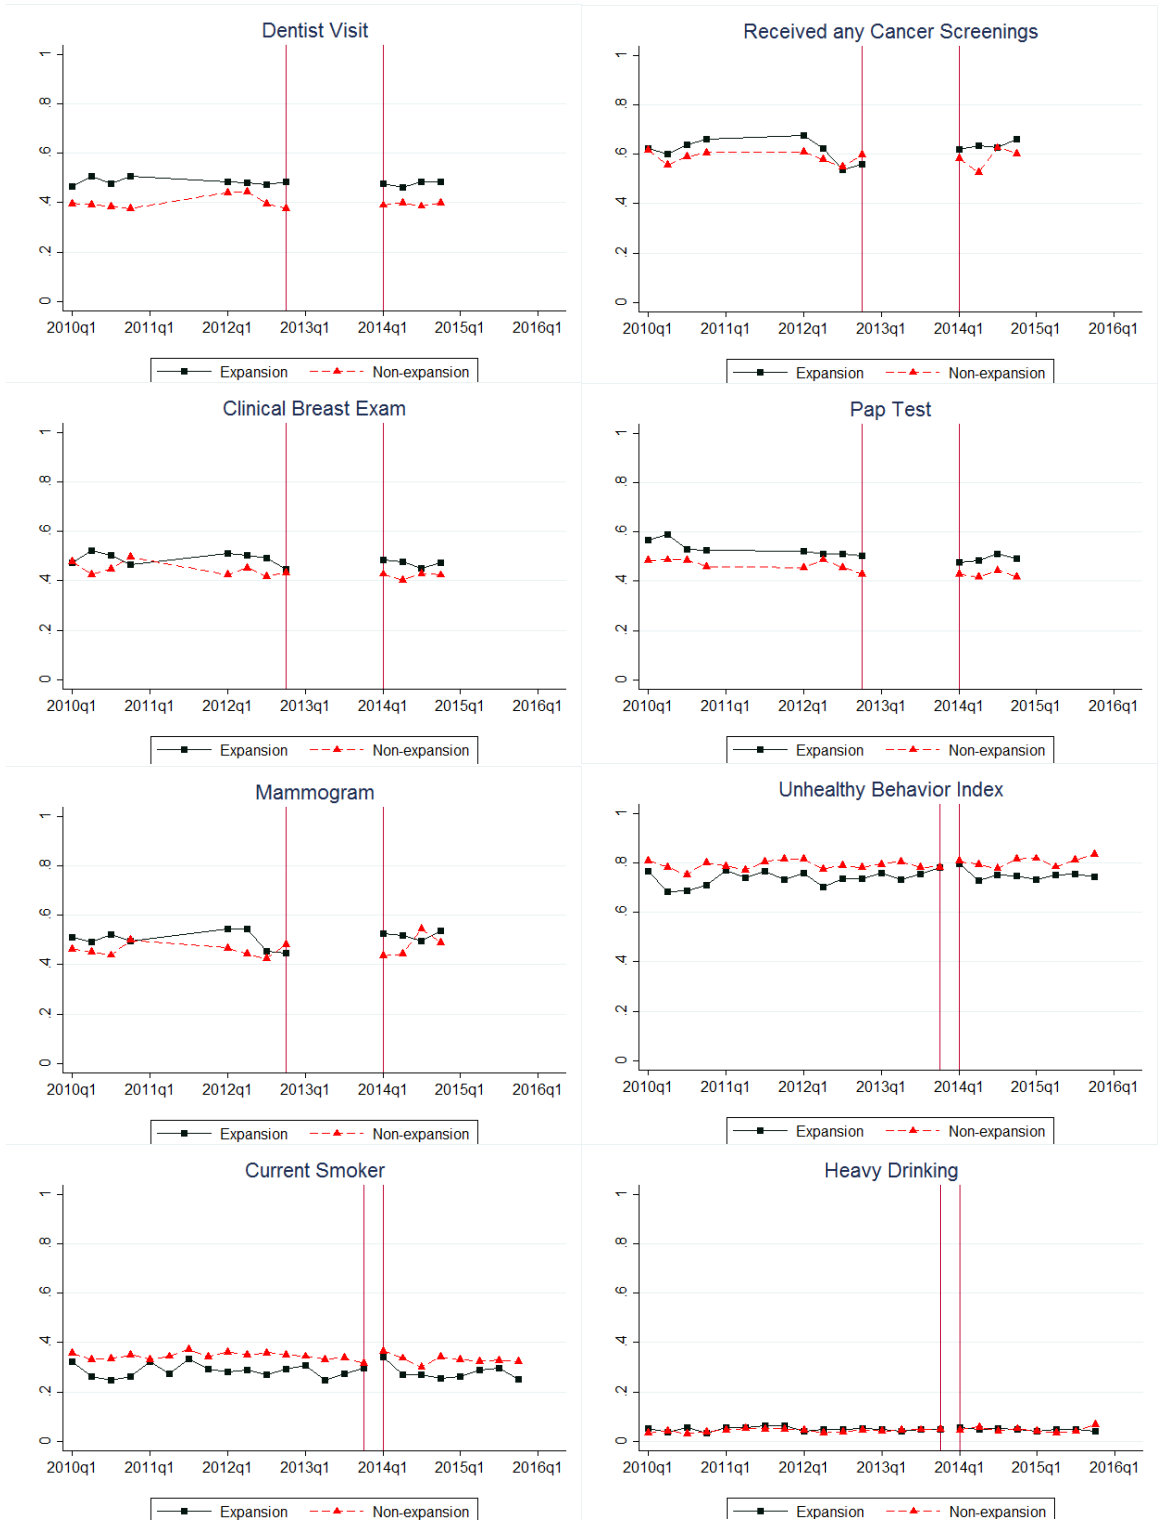 Dentist Visit
1
.8
.6
.4
.2
0
2010q1 2011q1 2012q1 2013q1 2014q1 2015q1 2016q1
Expansion Non-expansion
Received any Cancer Screenings
1
.8
.6
.4
.2
0
2010q1 2011q1 2012q1 2013q1 2014q1 2015q1 2016q1
Expansion Non-expansion
Clinical Breast Exam
1
.8
.6
.4
.2
0
2010q1 2011q1 2012q1 2013q1 2014q1 2015q1 2016q1
Expansion Non-expansion
Pap Test
1
.8
.6
.4
.2
0
2010q1 2011q1 2012q1 2013q1 2014q1 2015q1 2016q1
Expansion Non-expansion
Mammogram
1
.8
.6
.4
.2
0
2010q1 2011q1 2012q1 2013q1 2014q1 2015q1 2016q1
Expansion Non-expansion
Unhealthy Behavior Index
1
.8
.6
.4
.2
0
2010q1 2011q1 2012q1 2013q1 2014q1 2015q1 2016q1
Expansion Non-expansion
Current Smoker
1
.8
.6
.4
.2
0
2010q1 2011q1 2012q1 2013q1 2014q1 2015q1 2016q1
Expansion Non-expansion
Heavy Drinking
1
.8
.6
.4
.2
0
2010q1 2011q1 2012q1 2013q1 2014q1 2015q1 2016q1
Expansion Non-expansion